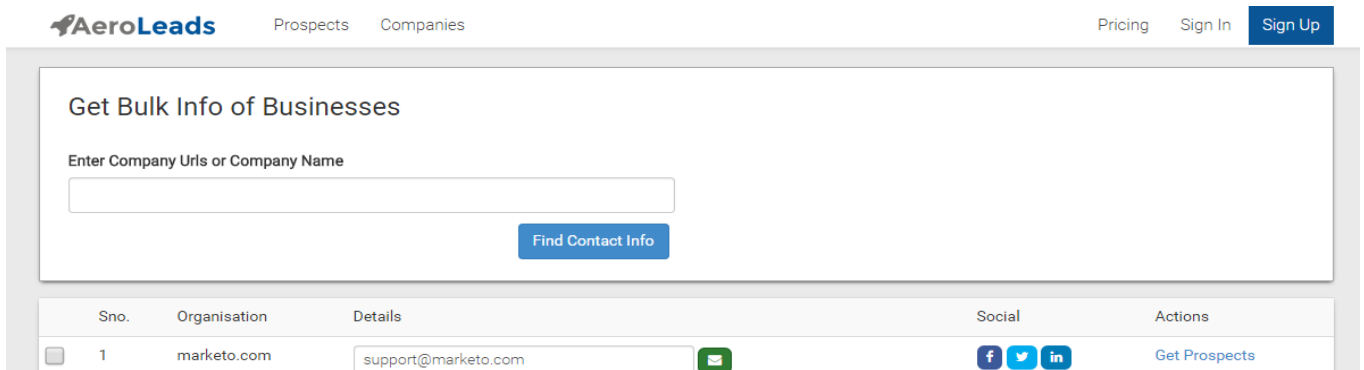 AeroLeads Prospects Companies Pricing Sign In Sign Up
Get Bulk Info of Businesses
Enter Company Urls or Company Name
Find Contact Info
Sno. Organisation Details Social Actions
1 marketo.com support@marketo.com f in Get Prospects